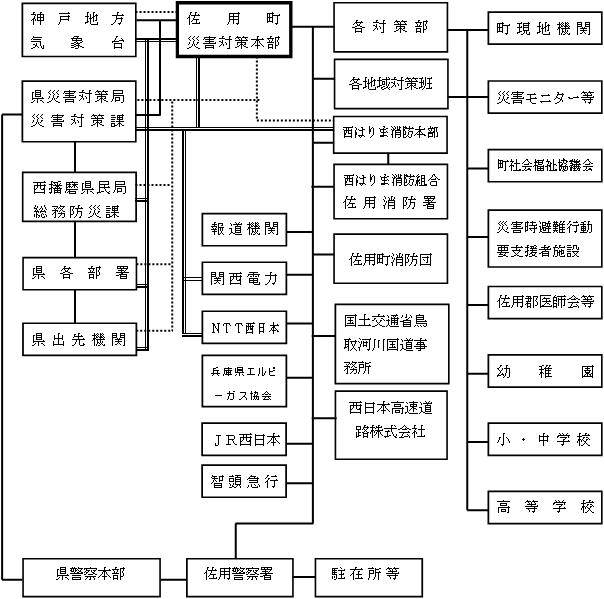 神戸地方
気象台
佐用町
災害対策本部
各対策部
町現地機関
各地域対策班
災害モニター等
県災害対策局
災害対策課
西はりま消防本部
町社会福祉協議会
西播磨県民局
総務防災課
西はりま消防組合
佐用消防署
報道機関
災害時避難行動
要支援者施設
県各部署
関西電力
佐用町消防団
佐用郡医師会等
県出先機関
NTT西日本
国土交通省鳥
取河川国道事
務所
兵庫県エルピ
ーガス協会
幼稚園
西日本高速道
路株式会社
JR西日本
小・中学校
智頭急行
高等学校
県警察本部
佐用警察署
駐在所等